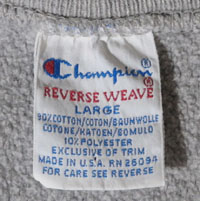 Champion®
REVERSE WEAVE®
LARGE
90% COTTON/COTON/BAUMWOLLE
COTONE/KATOEN/BOMULD
10% POLYESTER
EXCLUSIVE OF TRIM
MADE IN U.S.A. RN 26094
FOR CARE SEE REVERSE